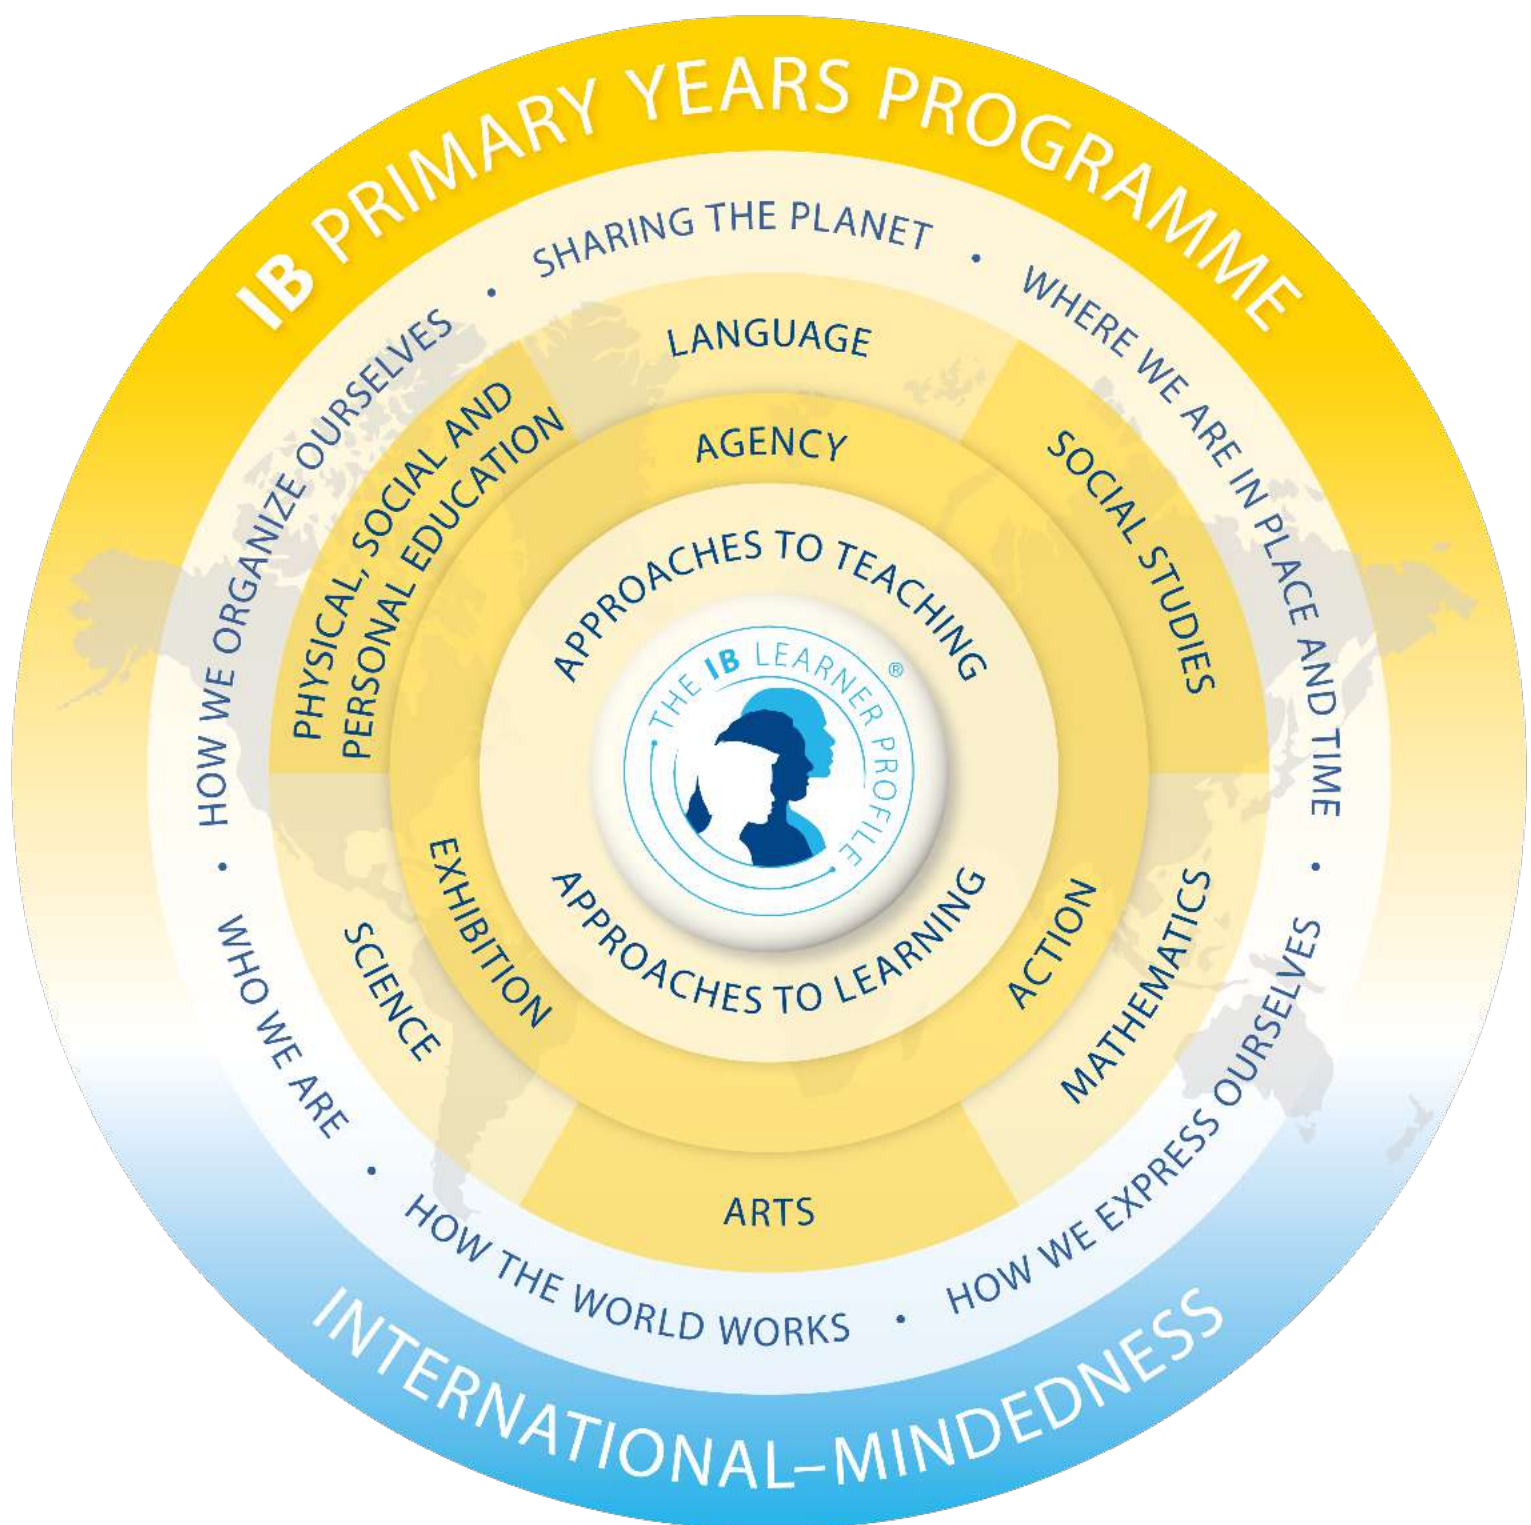 IB PRIMARY YEARS PROGRAMME
SHARING THE PLANET
•
WHERE WE ARE IN PLACE AND TIME
•
HOW WE EXPRESS OURSELVES
•
HOW THE WORLD WORKS
•
WHO WE ARE
•
HOW WE ORGANIZE OURSELVES
•
LANGUAGE
SOCIAL STUDIES
MATHEMATICS
ARTS
SCIENCE
PHYSICAL, SOCIAL AND
PERSONAL EDUCATION
AGENCY
ACTION
EXHIBITION
APPROACHES TO TEACHING
APPROACHES TO LEARNING
THE IB LEARNER PROFILE
®
INTERNATIONAL–MINDEDNESS